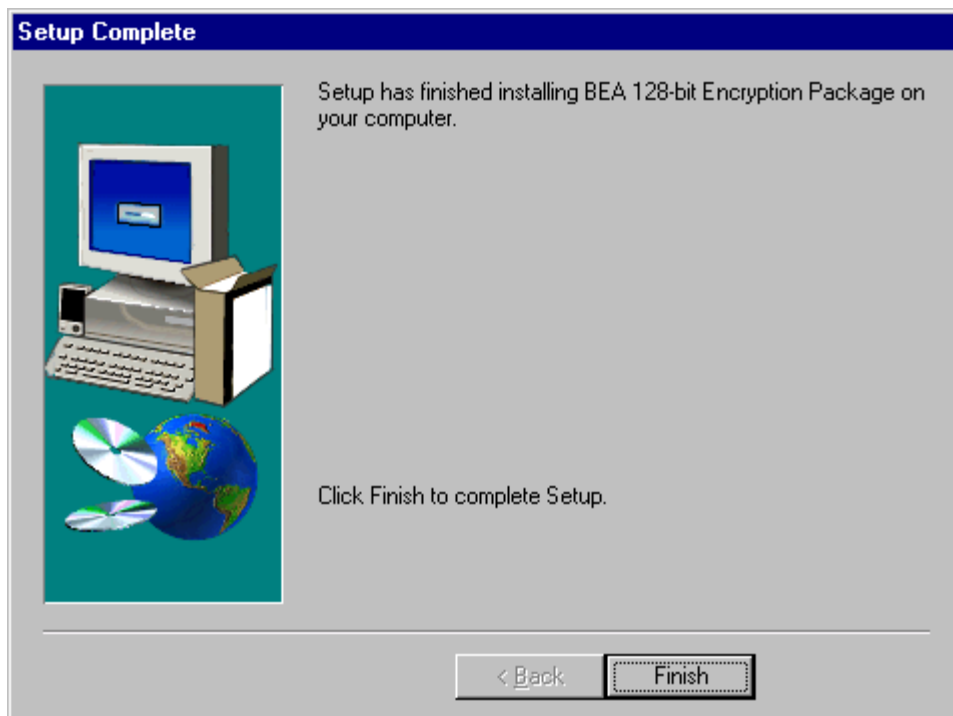 Setup Complete
Setup has finished installing BEA 128-bit Encryption Package on
your computer.
Click Finish to complete Setup.
< Back
Finish